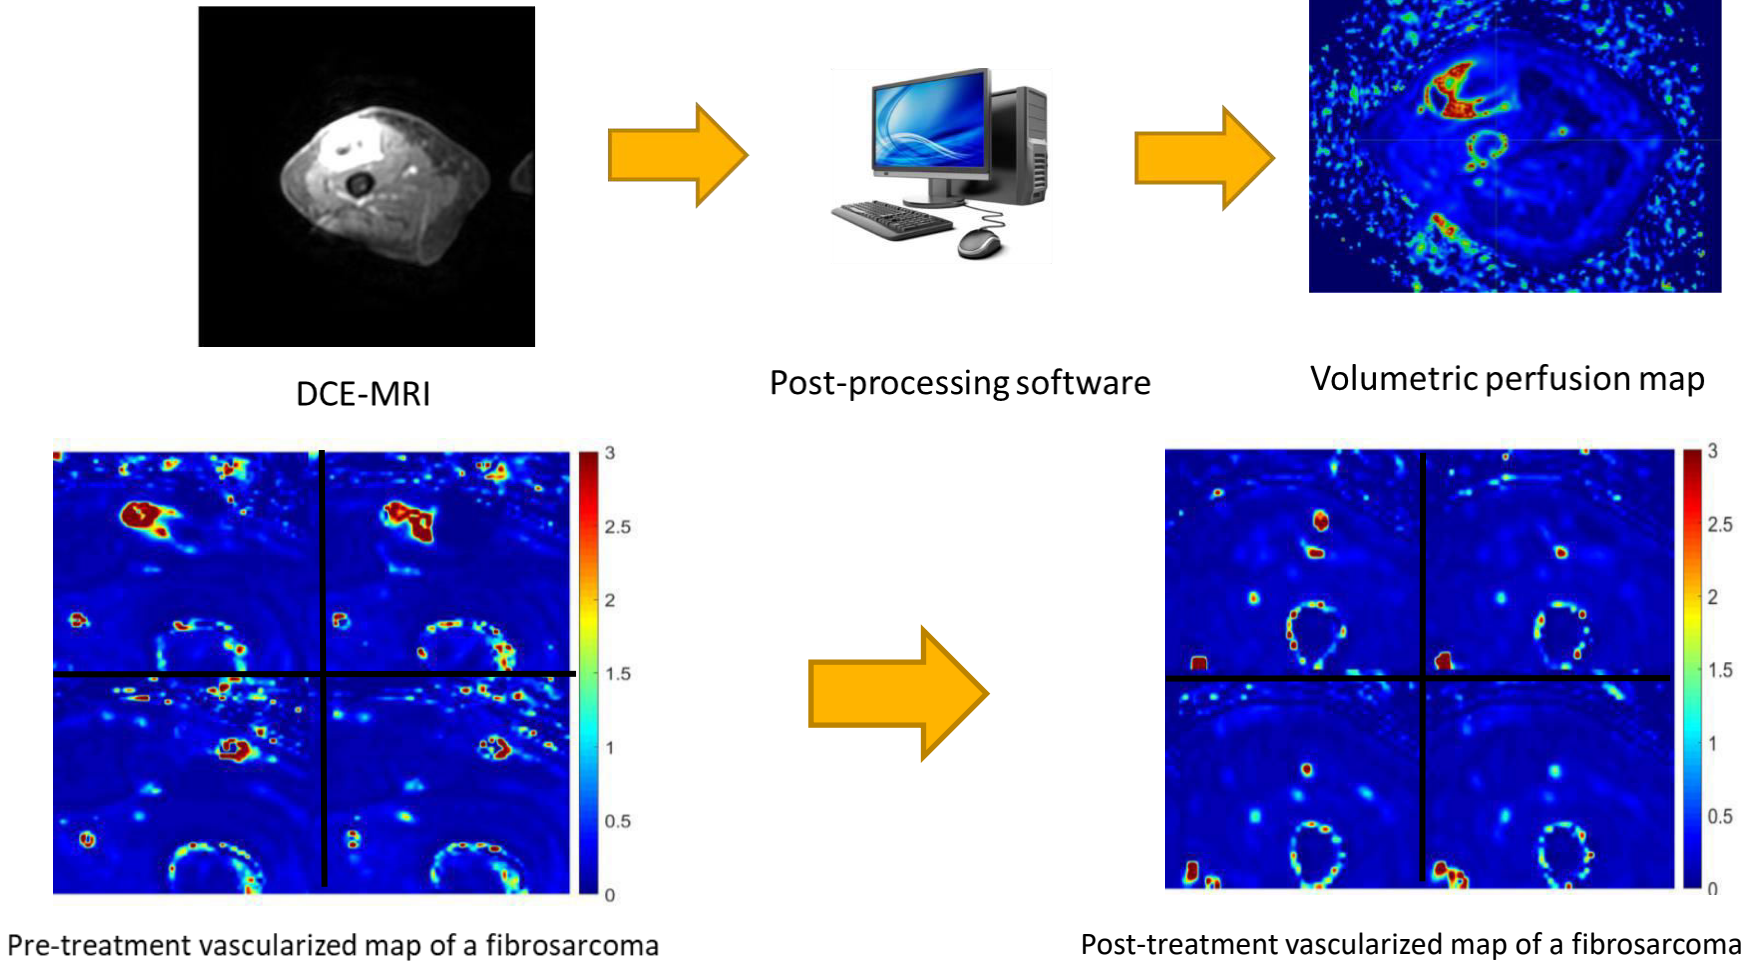 DCE-MRI
Post-processing software
Volumetric perfusion map
3
2.5
2
1.5
1
0.5
0
3
2.5
2
1.5
1
0.5
0
Pre-treatment vascularized map of a fibrosarcoma
Post-treatment vascularized map of a fibrosarcoma